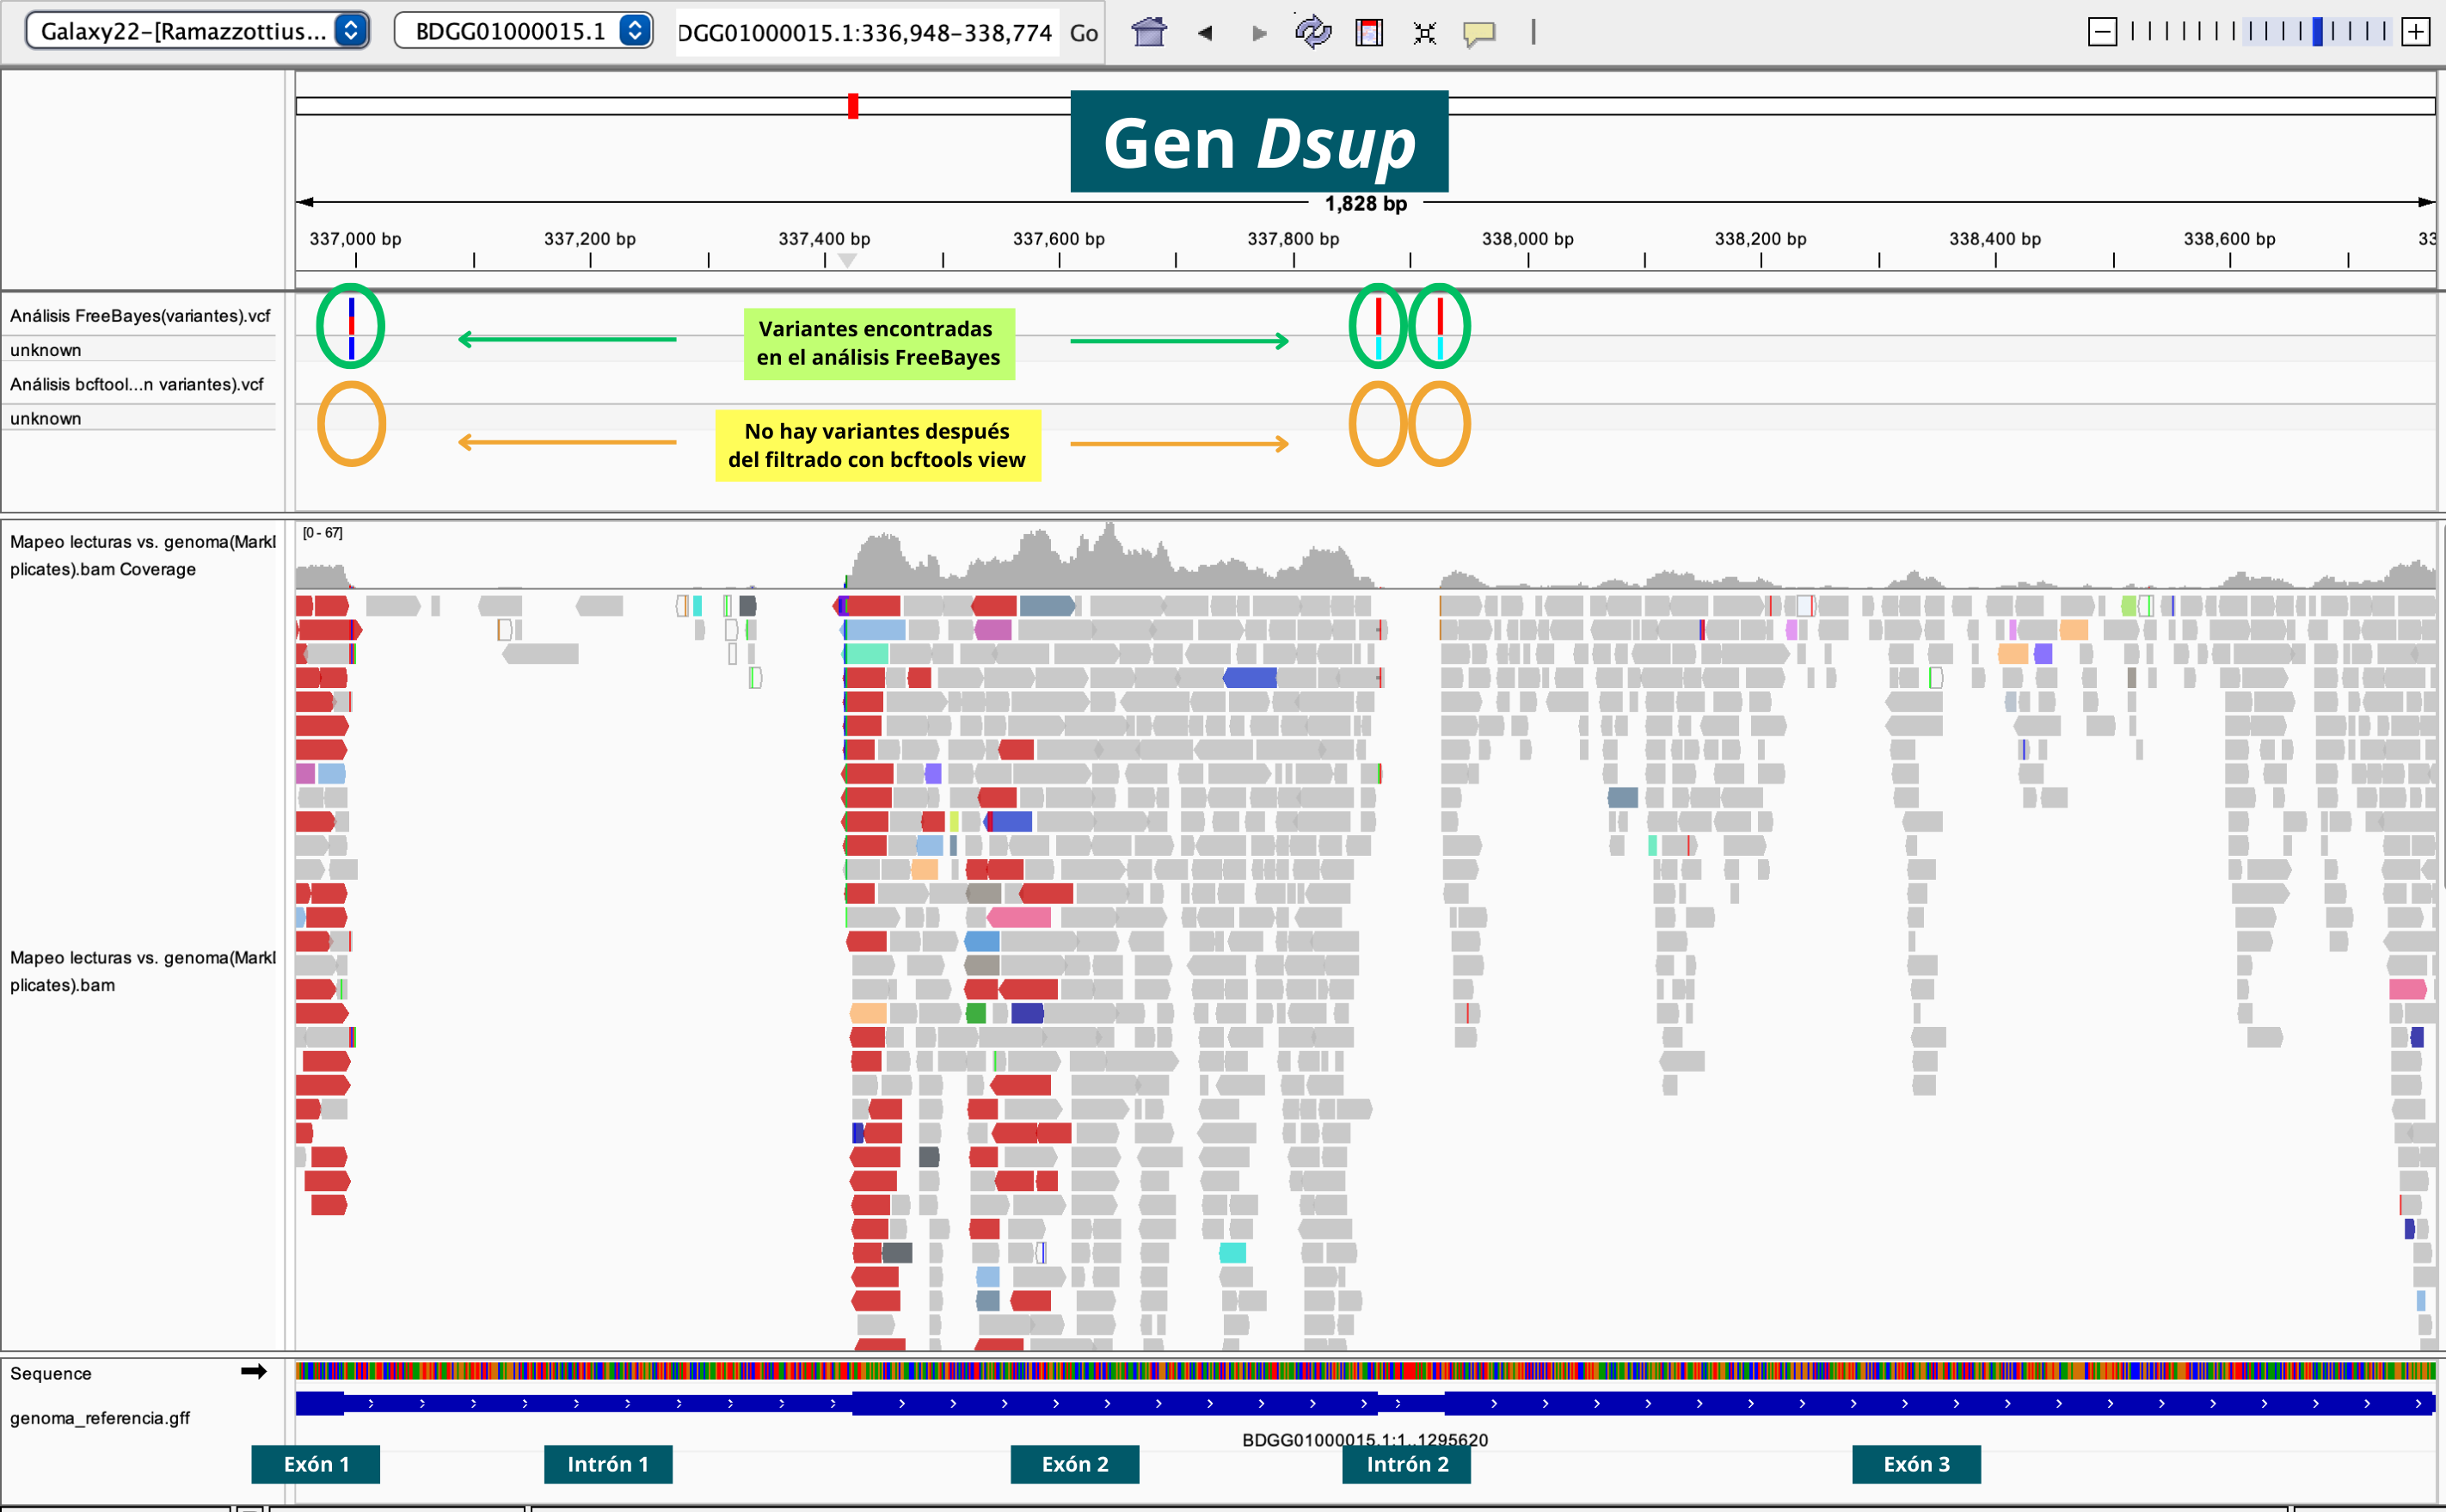 Galaxy22-[Ramazzottius...
BDGG01000015.1
DGG01000015.1:336,948-338,774
Go
Gen Dsup
1,828 bp
337,000 bp
337,200 bp
337,400 bp
337,600 bp
337,800 bp
338,000 bp
338,200 bp
338,400 bp
338,600 bp
33
Análisis FreeBayes(variantes).vcf
unknown
Variantes encontradas
en el análisis FreeBayes
Análisis bcftool...n variantes).vcf
unknown
No hay variantes después
del filtrado con bcftools view
[0 - 67]
Mapeo lecturas vs. genoma(Markl
plicates).bam Coverage
Mapeo lecturas vs. genoma(Markl
plicates).bam
Sequence
genoma_referencia.gff
BDGG01000015.1:1..1295620
Exón 1
Intrón 1
Exón 2
Intrón 2
Exón 3